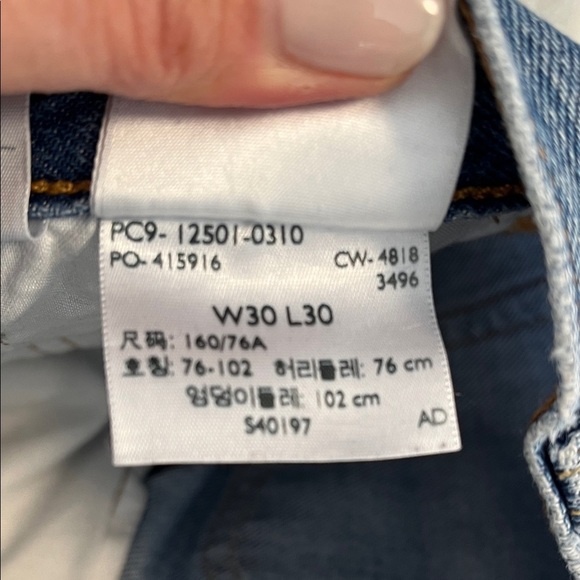 PC9- 12501-0310
PO- 415916 CW- 4818
3496
W30 L30
尺码: 160/76A
호칭: 76-102 허리둘레: 76 cm
엉덩이둘레: 102 cm
S40197 AD